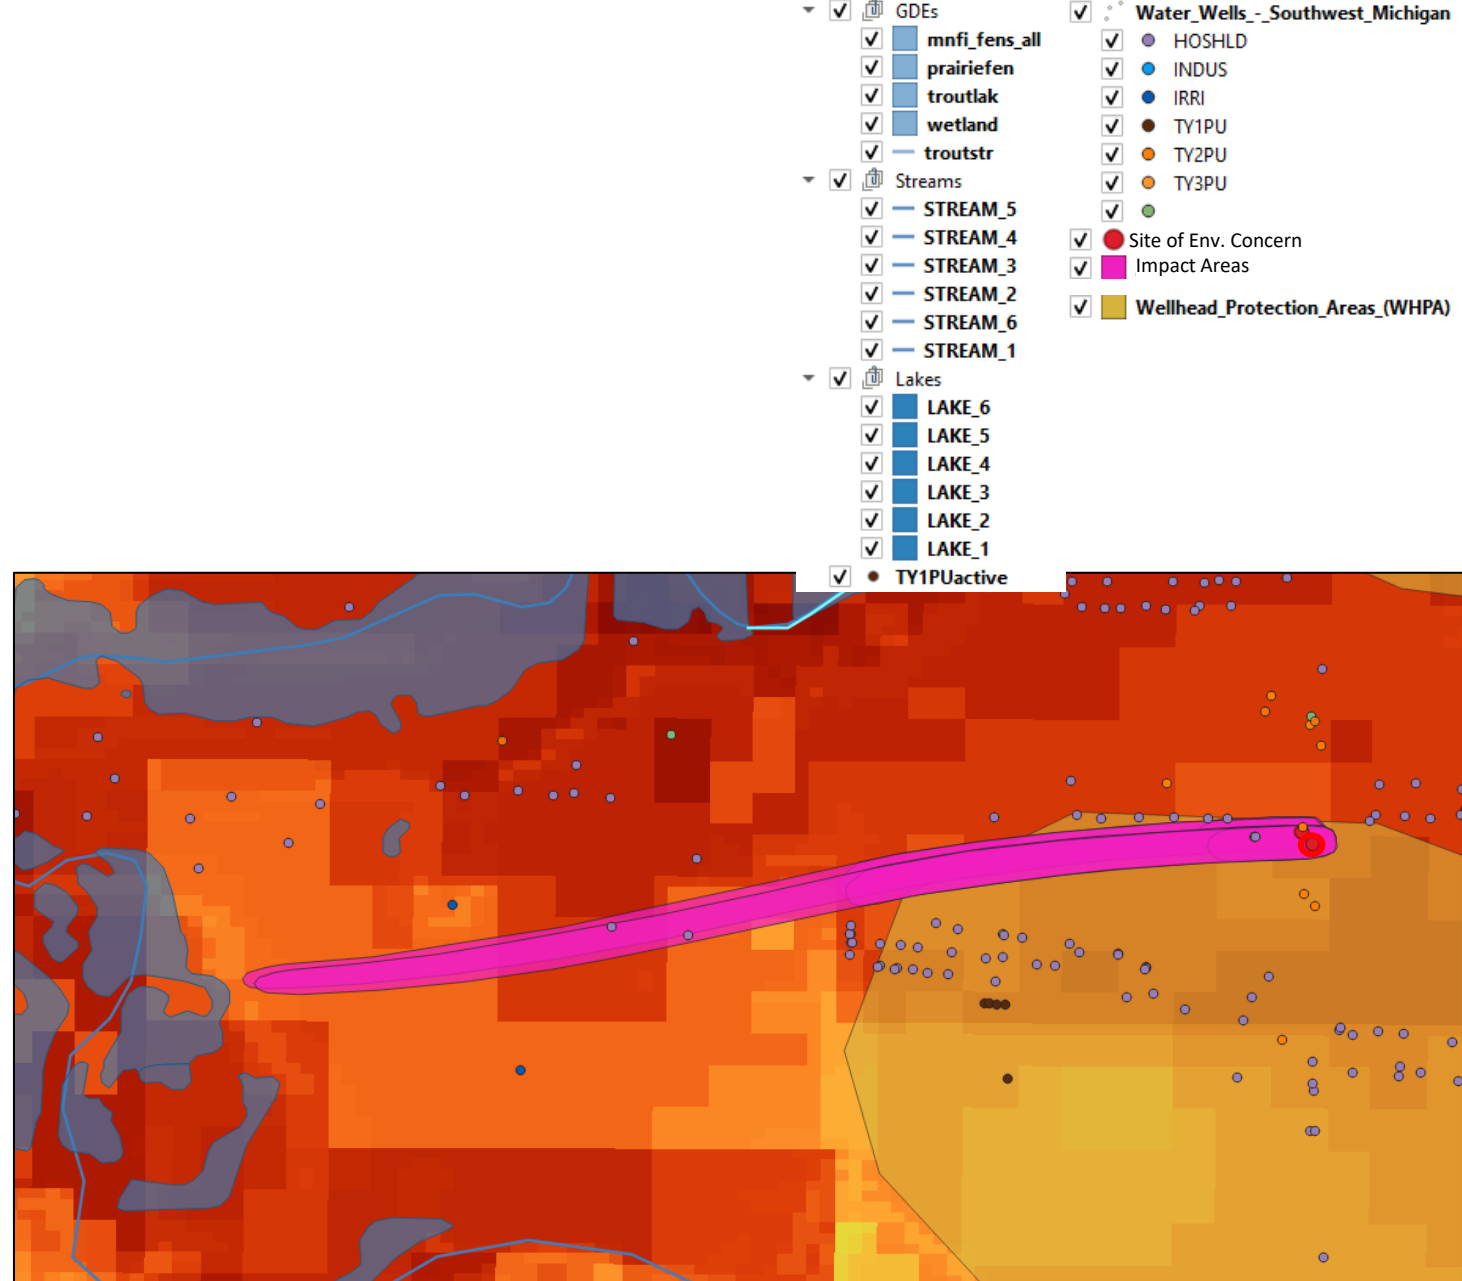 GDEs
mnfi_fens_all
prairiefen
troutlak
wetland
troutstr
Streams
STREAM_5
STREAM_4
STREAM_3
STREAM_2
STREAM_6
STREAM_1
Lakes
LAKE_6
LAKE_5
LAKE_4
LAKE_3
LAKE_2
LAKE_1
TY1PUactive
Water_Wells_-_Southwest_Michigan
HOSHLD
INDUS
IRRI
TY1PU
TY2PU
TY3PU
Site of Env. Concern
Impact Areas
Wellhead_Protection_Areas_(WHPA)